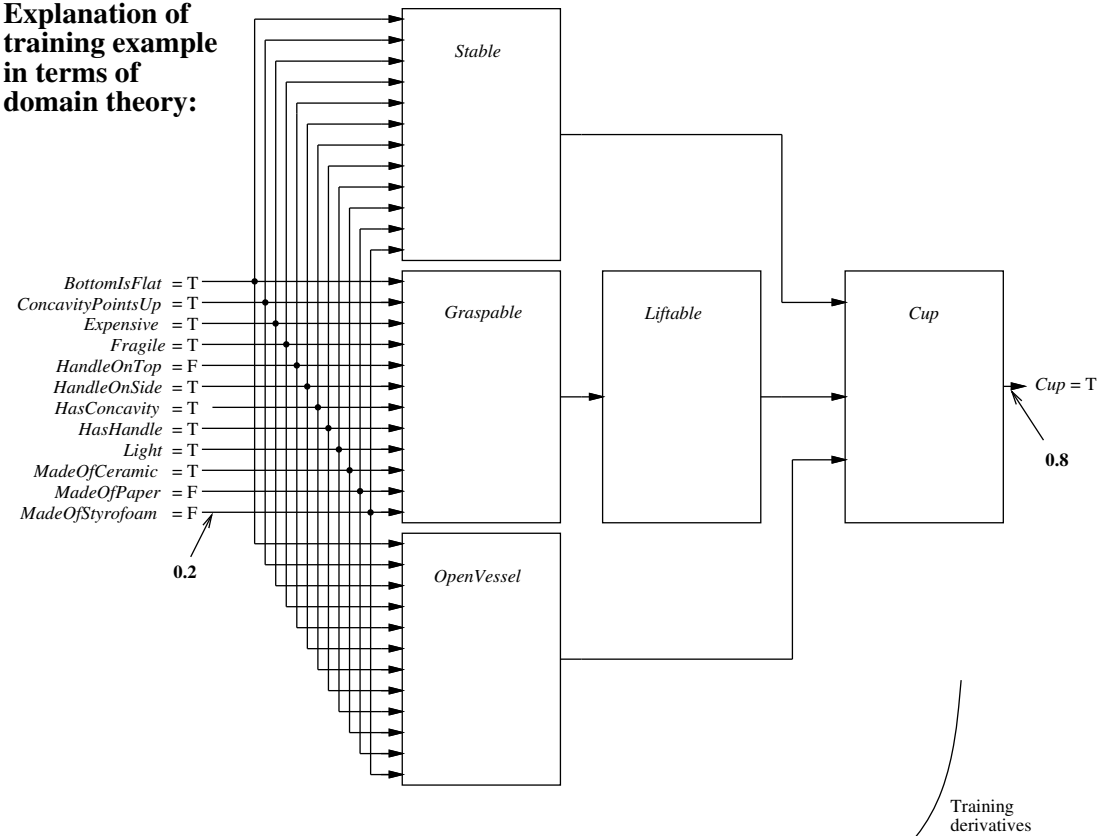 Explanation of
training example
in terms of
domain theory:
Stable
BottomIsFlat = T
ConcavityPointsUp = T
Expensive = T
Fragile = T
HandleOnTop = F
HandleOnSide = T
HasConcavity = T
HasHandle = T
Light = T
MadeOfCeramic = T
MadeOfPaper = F
MadeOfStyrofoam = F
0.2
Graspable
Liftable
Cup
Cup = T
0.8
OpenVessel
Training
derivatives